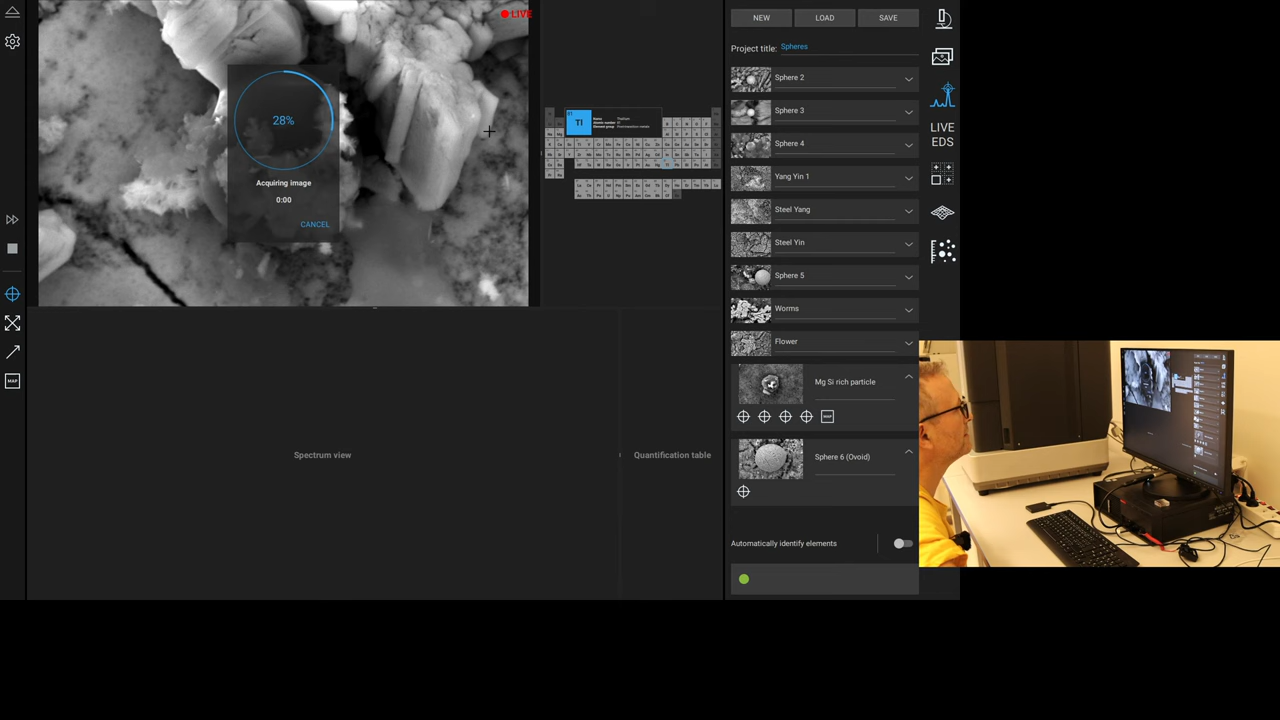 LIVE
28%
Acquiring image
0:00
CANCEL
Tl
Spectrum view
Quantification table
NEW
LOAD
SAVE
Project title: Spheres
Sphere 2
Sphere 3
Sphere 4
Yang Yin 1
Steel Yang
Steel Yin
Sphere 5
Worms
Flower
Mg Si rich particle
MAP
Sphere 6 (Ovoid)
Automatically identify elements
LIVE
EDS
MAP